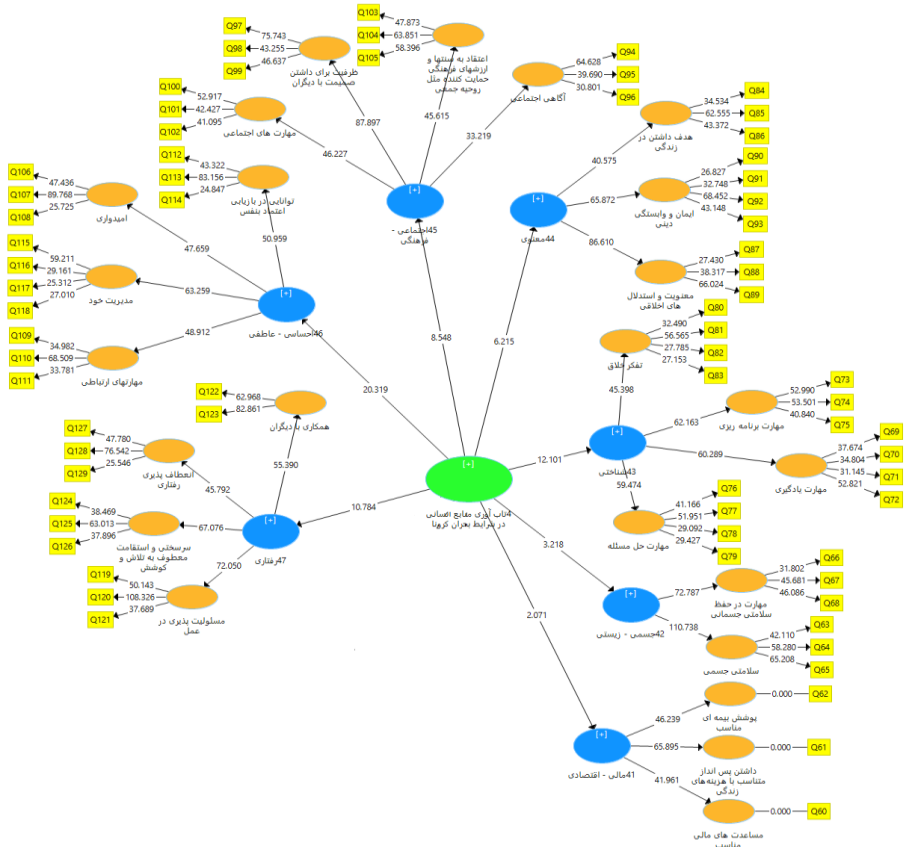 Q97
Q98
Q99
75.743
43.255
46.637
ظرفیت برای داشتن
صمیمت با دیگران
Q103
Q104
Q105
47.873
63.851
58.396
اعتقاد به سنتها و
ارزشهای فرهنگی
حمایت کننده مثل
روحیه جمعی
Q94
Q95
Q96
64.628
39.690
30.801
آگاهی اجتماعی
Q100
Q101
Q102
52.917
42.427
41.095
مهارت های اجتماعی
Q84
Q85
Q86
34.534
62.555
43.372
هدف داشتن در
زندگی
87.897
45.615
33.219
46.227
Q112
Q113
Q114
43.322
83.156
24.847
توانایی در بازیابی
اعتماد بنفس
Q90
Q91
Q92
Q93
26.827
32.748
68.452
43.148
ایمان و وابستگی
دینی
40.575
65.872
86.610
Q106
Q107
Q108
47.436
89.768
25.725
امیدواری
[+]
45اجتماعی -
فرهنگی
[+]
44معنوی
Q87
Q88
Q89
27.430
38.317
66.024
معنویت و استدلال
های اخلاقی
Q115
Q116
Q117
Q118
59.211
29.161
25.312
27.010
مدیریت خود
47.659
50.959
63.259
48.912
[+]
46احساسی - عاطفی
Q80
Q81
Q82
Q83
32.490
56.565
27.785
27.153
تفکر خلاق
Q109
Q110
Q111
34.982
68.509
33.781
مهارتهای ارتباطی
8.548
6.215
20.319
Q73
Q74
Q75
52.990
53.501
40.840
مهارت برنامه ریزی
Q122
Q123
62.968
82.861
همکاری با دیگران
45.398
62.163
60.289
59.474
[+]
43شناختی
Q69
Q70
Q71
Q72
37.674
34.804
31.145
52.821
مهارت یادگیری
Q127
Q128
Q129
47.780
76.542
25.546
انعطاف پذیری
رفتاری
12.101
[+]
4تاب آوری منابع انسانی
در شرایط بحران کرونا
Q76
Q77
Q78
Q79
41.166
51.951
29.092
29.427
مهارت حل مسئله
Q124
Q125
Q126
38.469
63.013
37.896
سرسختی و استقامت
معطوف به تلاش و
کوشش
55.390
45.792
67.076
72.050
[+]
47رفتاری
10.784
3.218
2.071
Q119
Q120
Q121
50.143
108.326
37.689
مسئولیت پذیری در
عمل
Q66
Q67
Q68
31.802
45.681
46.086
مهارت در حفظ
سلامتی جسمانی
72.787
110.738
[+]
42جسمی - زیستی
Q63
Q64
Q65
42.110
58.280
65.208
سلامتی جسمی
Q62
0.000
پوشش بیمه ای
مناسب
46.239
65.895
41.961
[+]
41مالی - اقتصادی
Q61
0.000
داشتن پس انداز
متناسب با هزینه‌های
زندگی
Q60
0.000
مساعدت های مالی
مناسب